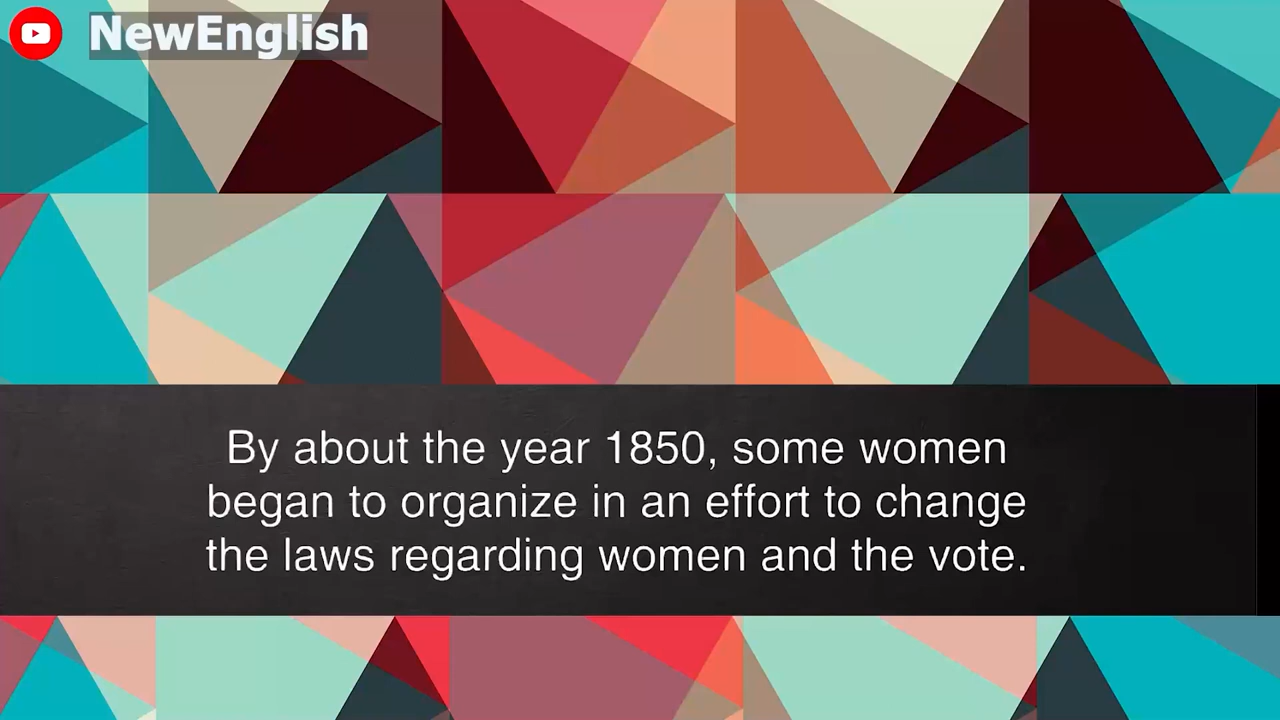 NewEnglish
By about the year 1850, some women
began to organize in an effort to change
the laws regarding women and the vote.